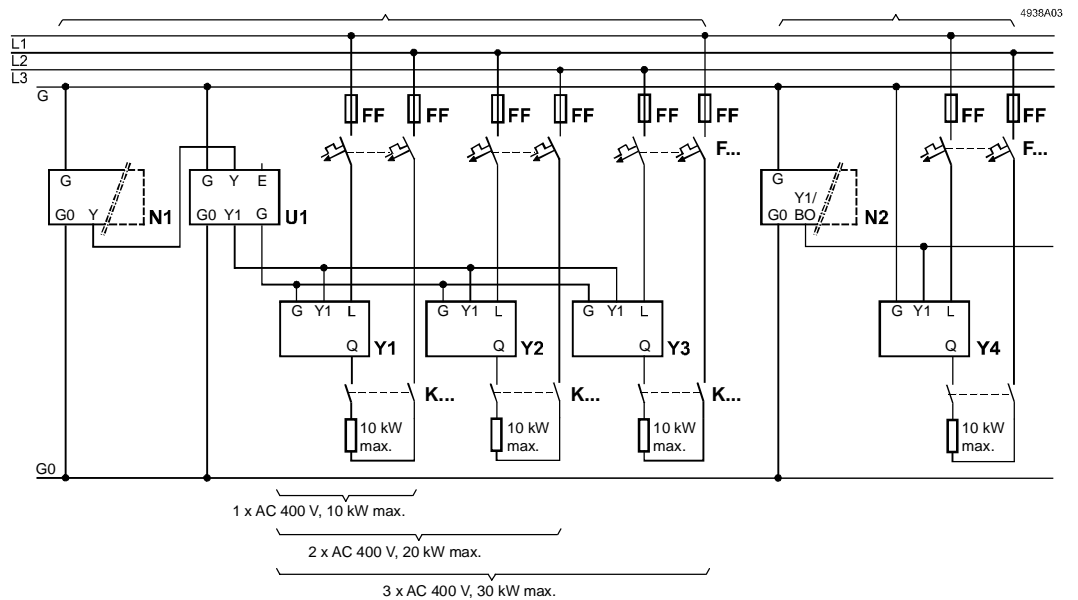 4938A03
L1
L2
L3
G
FF FF FF FF FF FF FF FF
F... F...
G G Y E G
G0 Y N1 G0 Y1 G U1 G0 Y1/
BO N2
G Y1 L G Y1 L G Y1 L G Y1 L
Q Y1 Q Y2 Q Y3 Q Y4
K... K... K...
10 kW
max.
10 kW
max.
10 kW
max.
10 kW
max.
G0
1 x AC 400 V, 10 kW max.
2 x AC 400 V, 20 kW max.
3 x AC 400 V, 30 kW max.